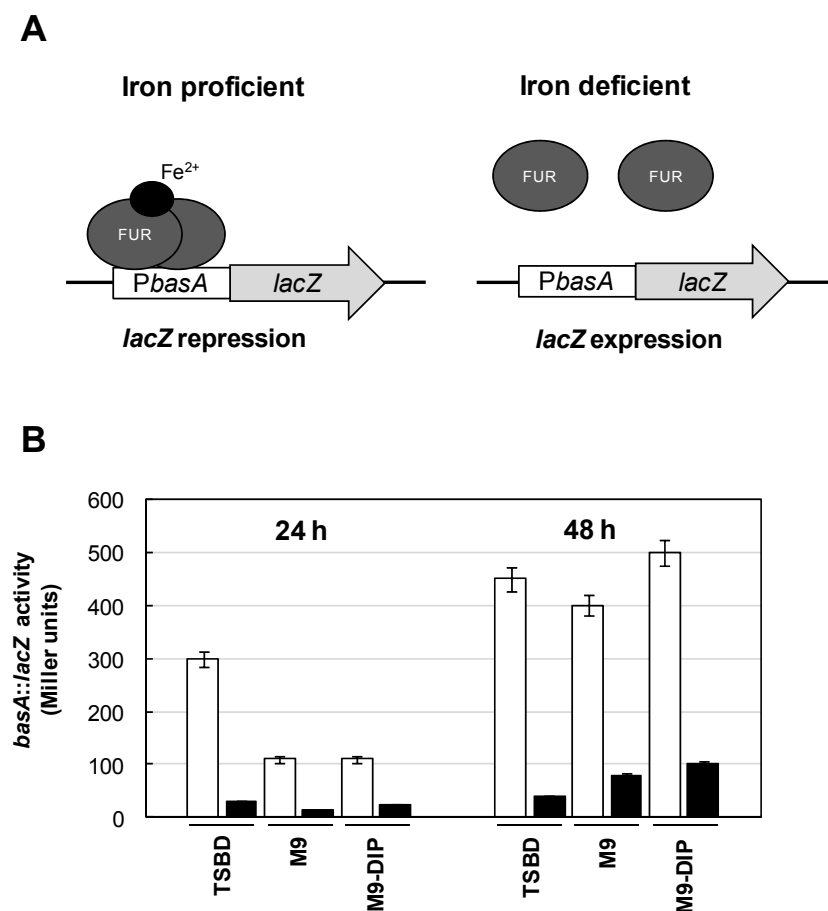 A
Iron proficient
Iron deficient
Fe2+
FUR
FUR
FUR
PbasA
lacZ
PbasA
lacZ
lacZ repression
lacZ expression
B
basA::lacZ activity
(Miller units)
600
500
400
300
200
100
0
24 h
48 h
TSBD
M9
M9-DIP
TSBD
M9
M9-DIP